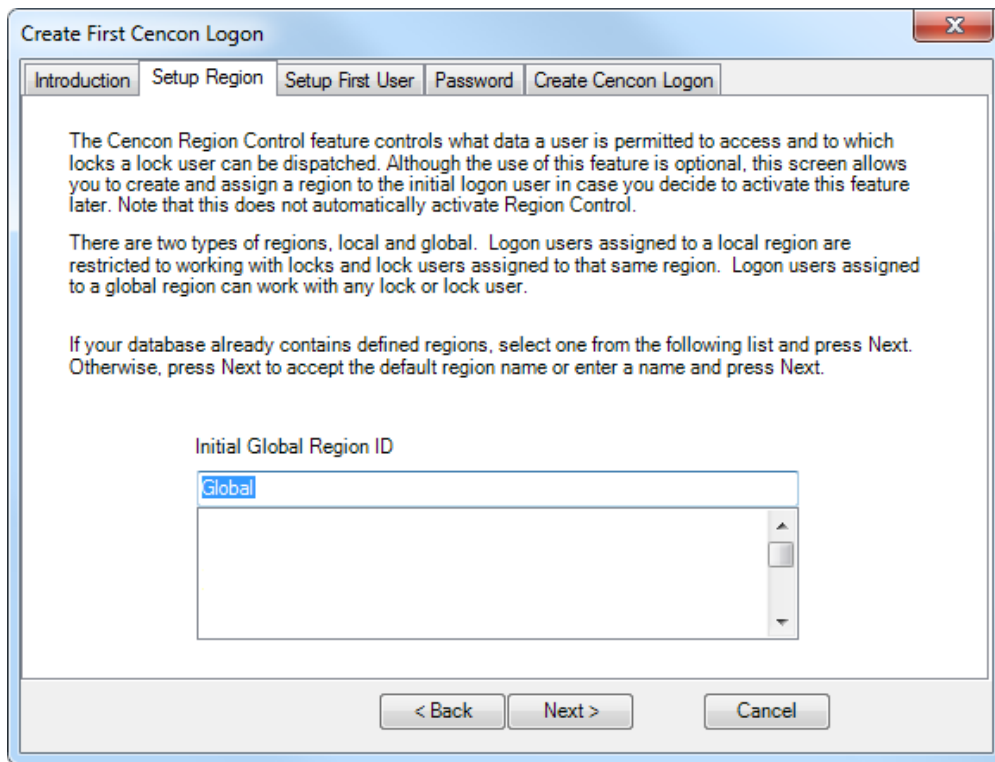 Create First Cencon Logon
Introduction
Setup Region
Setup First User
Password
Create Cencon Logon
The Cencon Region Control feature controls what data a user is permitted to access and to which
locks a lock user can be dispatched. Although the use of this feature is optional, this screen allows
you to create and assign a region to the initial logon user in case you decide to activate this feature
later. Note that this does not automatically activate Region Control.
There are two types of regions, local and global. Logon users assigned to a local region are
restricted to working with locks and lock users assigned to that same region. Logon users assigned
to a global region can work with any lock or lock user.
If your database already contains defined regions, select one from the following list and press Next.
Otherwise, press Next to accept the default region name or enter a name and press Next.
Initial Global Region ID
Global
< Back
Next >
Cancel